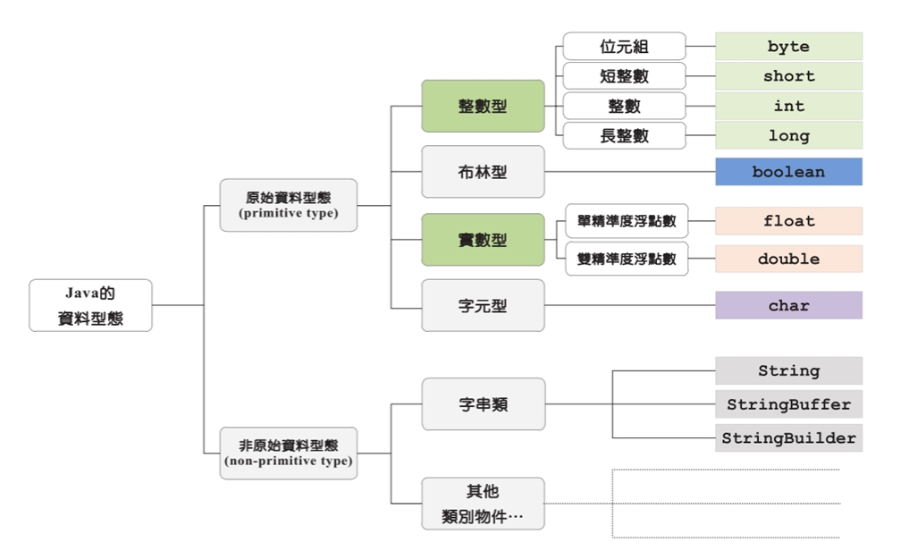 位元組
byte
短整數
short
整數型
整數
int
長整數
long
布林型
boolean
原始資料型態
(primitive type)
單精準度浮點數
float
實數型
雙精準度浮點數
double
Java的
資料型態
字元型
char
String
字串類
StringBuffer
非原始資料型態
(non-primitive type)
StringBuilder
其他
類別物件…